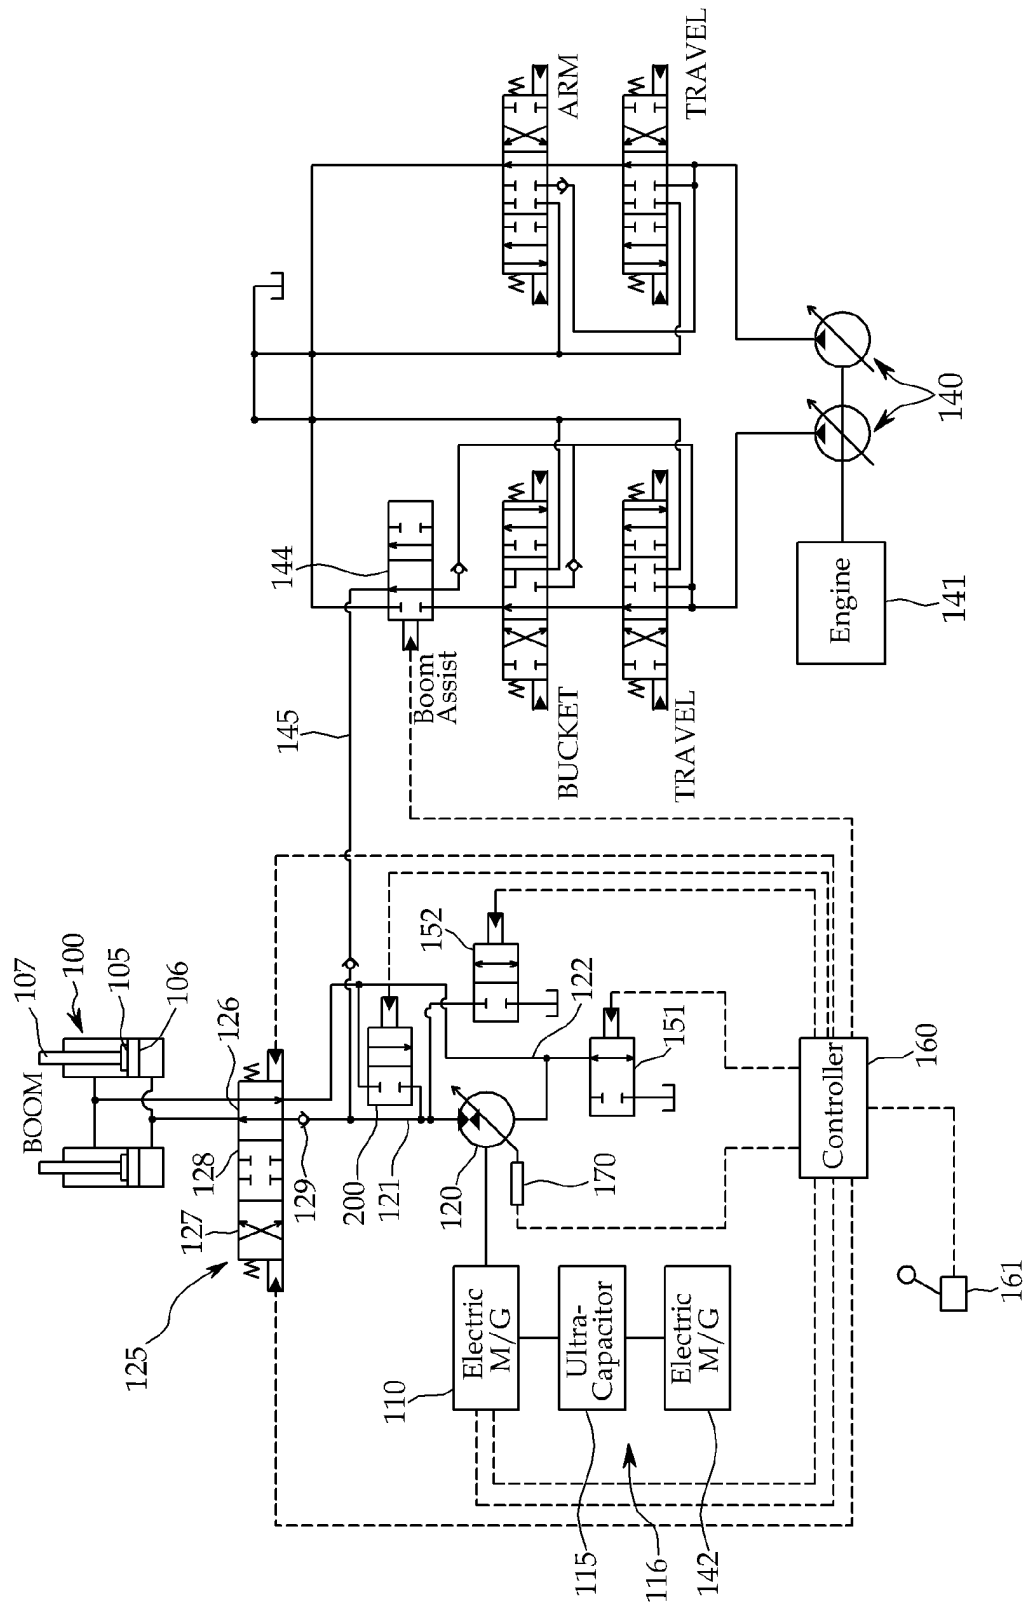 107
BOOM
100
105
106
125
127
128
126
144
145
129
200
121
110
Boom
Assist
152
120
Electric
M/G
BUCKET
ARM
122
115
Ultra-
Capacitor
170
116
151
Electric
M/G
TRAVEL
TRAVEL
142
Controller
Engine
160
140
141
161